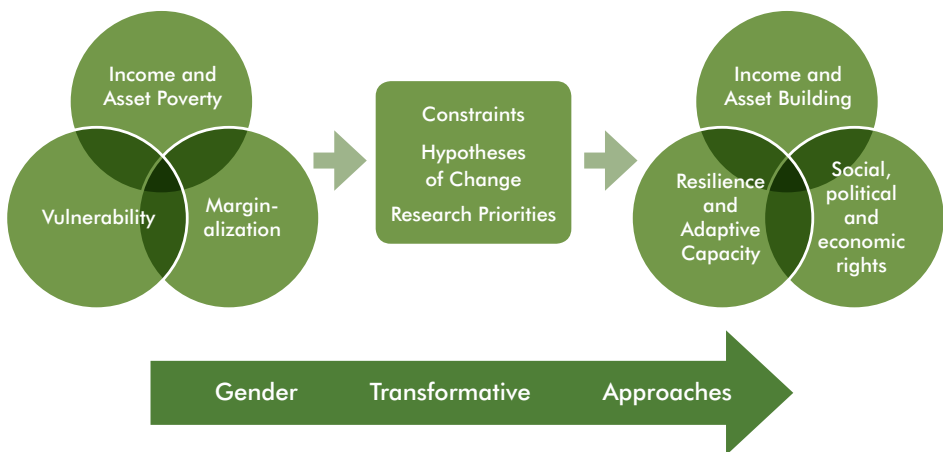 Income and
Asset Poverty
Vulnerability
Margin-
alization
Constraints
Hypotheses
of Change
Research Priorities
Income and
Asset Building
Resilience
and
Adaptive
Capacity
Social,
political
and
economic
rights
Gender Transformative Approaches